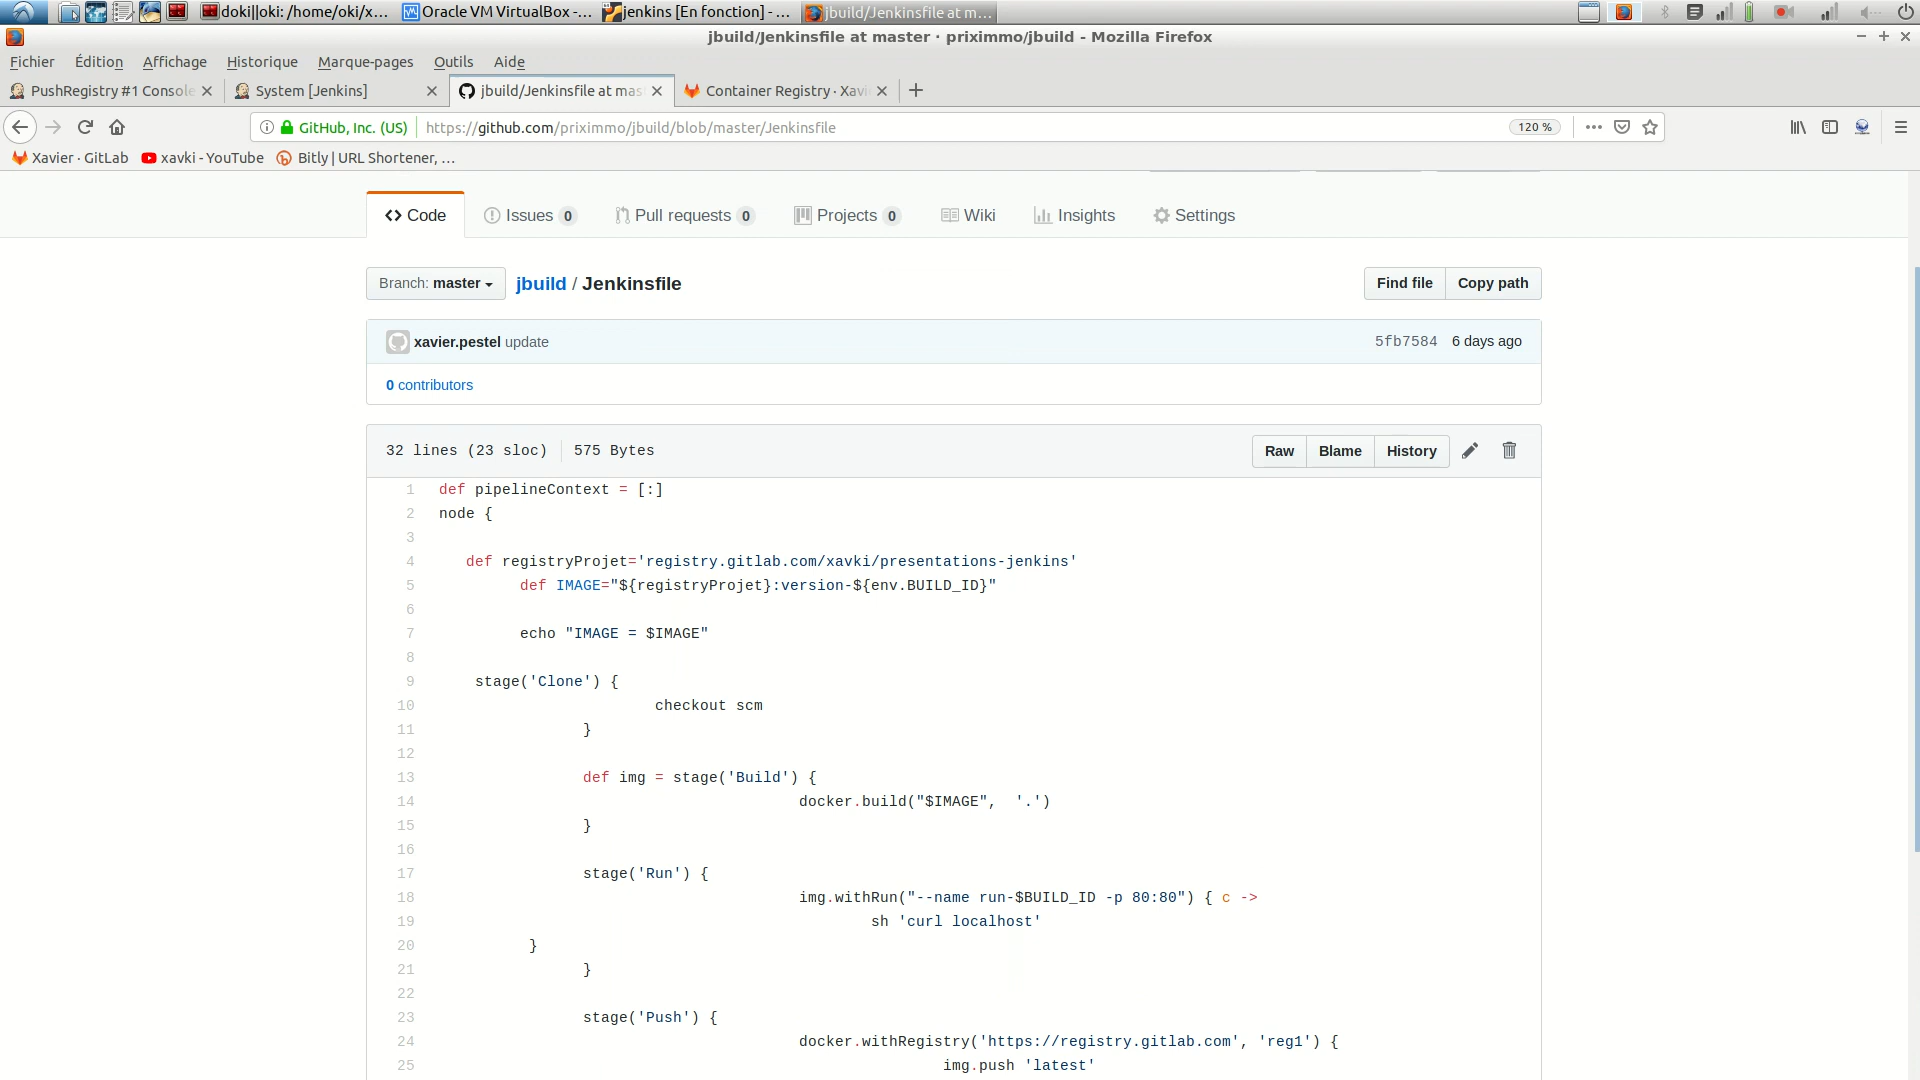 doki||oki: /home/oki/x...
Oracle VM VirtualBox -...
jenkins [En fonction] - ...
jbuild/Jenkinsfile at m...
jbuild/Jenkinsfile at master · priximmo/jbuild - Mozilla Firefox
Fichier Édition Affichage Historique Marque-pages Outils Aide
PushRegistry #1 Console
System [Jenkins]
jbuild/Jenkinsfile at mas
Container Registry · Xavi
GitHub, Inc. (US) https://github.com/priximmo/jbuild/blob/master/Jenkinsfile 120 %
Xavier · GitLab xavki - YouTube Bitly | URL Shortener, ...
Code Issues 0 Pull requests 0 Projects 0 Wiki Insights Settings
Branch: master jbuild / Jenkinsfile Find file Copy path
xavier.pestel update 5fb7584 6 days ago
0 contributors
32 lines (23 sloc) 575 Bytes Raw Blame History
1 def pipelineContext = [:]
2 node {
3
4 def registryProjet='registry.gitlab.com/xavki/presentations-jenkins'
5 def IMAGE="${registryProjet}:version-${env.BUILD_ID}"
6
7 echo "IMAGE = $IMAGE"
8
9 stage('Clone') {
10 checkout scm
11 }
12
13 def img = stage('Build') {
14 docker.build("$IMAGE",  '.')
15 }
16
17 stage('Run') {
18 img.withRun("--name run-$BUILD_ID -p 80:80") { c ->
19 sh 'curl localhost'
20 }
21 }
22
23 stage('Push') {
24 docker.withRegistry('https://registry.gitlab.com', 'reg1') {
25 img.push 'latest'